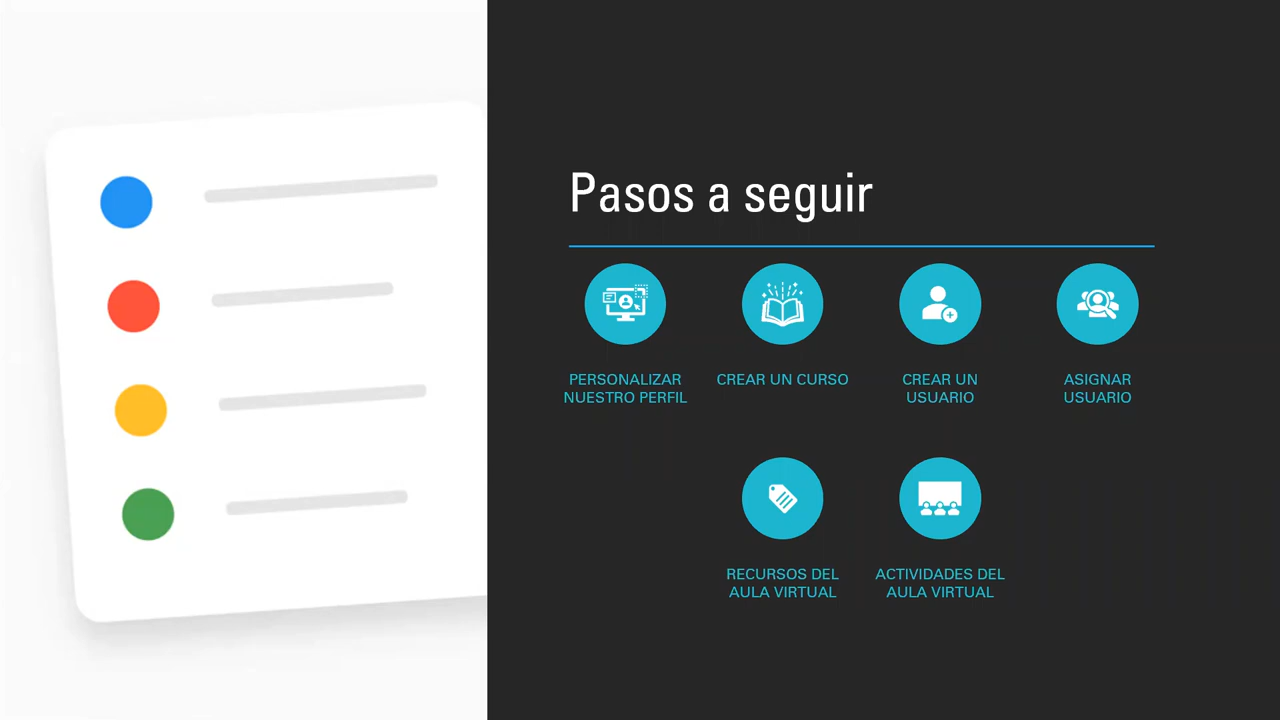 Pasos a seguir
PERSONALIZAR
NUESTRO PERFIL
CREAR UN CURSO
CREAR UN
USUARIO
ASIGNAR
USUARIO
RECURSOS DEL
AULA VIRTUAL
ACTIVIDADES DEL
AULA VIRTUAL